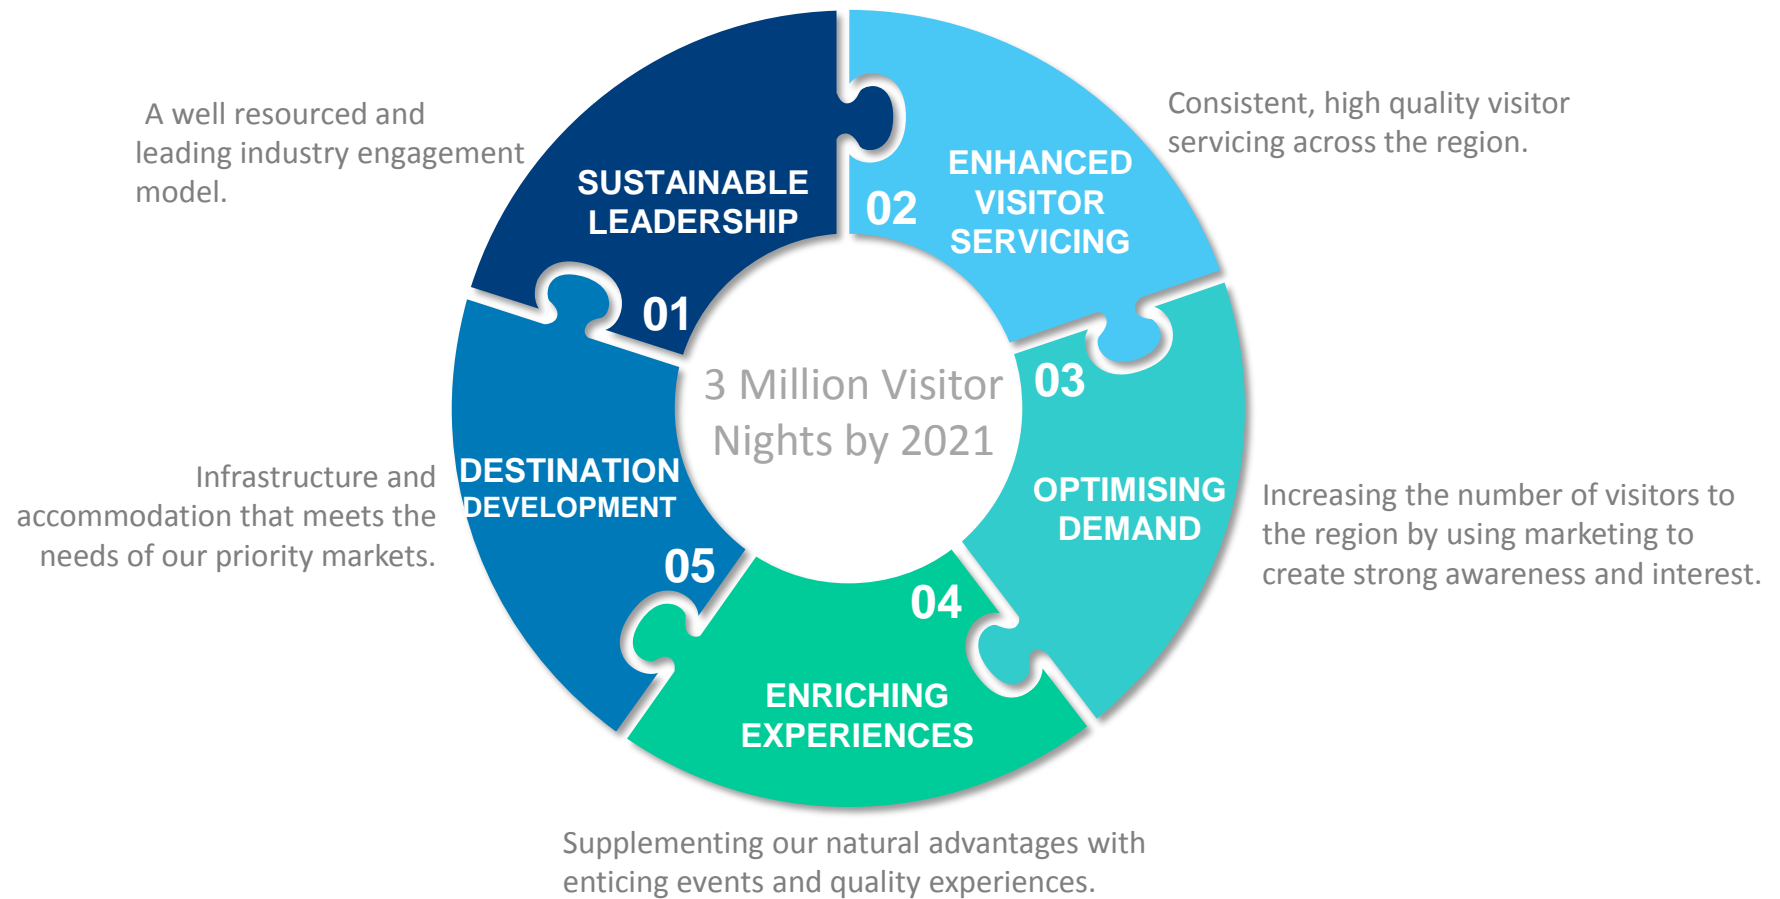 A well resourced and
leading industry engagement
model.
SUSTAINABLE
LEADERSHIP
01
Consistent, high quality visitor
servicing across the region.
ENHANCED
VISITOR
SERVICING
02
03
OPTIMISING
DEMAND
Increasing the number of visitors to
the region by using marketing to
create strong awareness and interest.
04
ENRICHING
EXPERIENCES
Supplementing our natural advantages with
enticing events and quality experiences.
05
DESTINATION
DEVELOPMENT
Infrastructure and
accommodation that meets the
needs of our priority markets.
3 Million Visitor
Nights by 2021